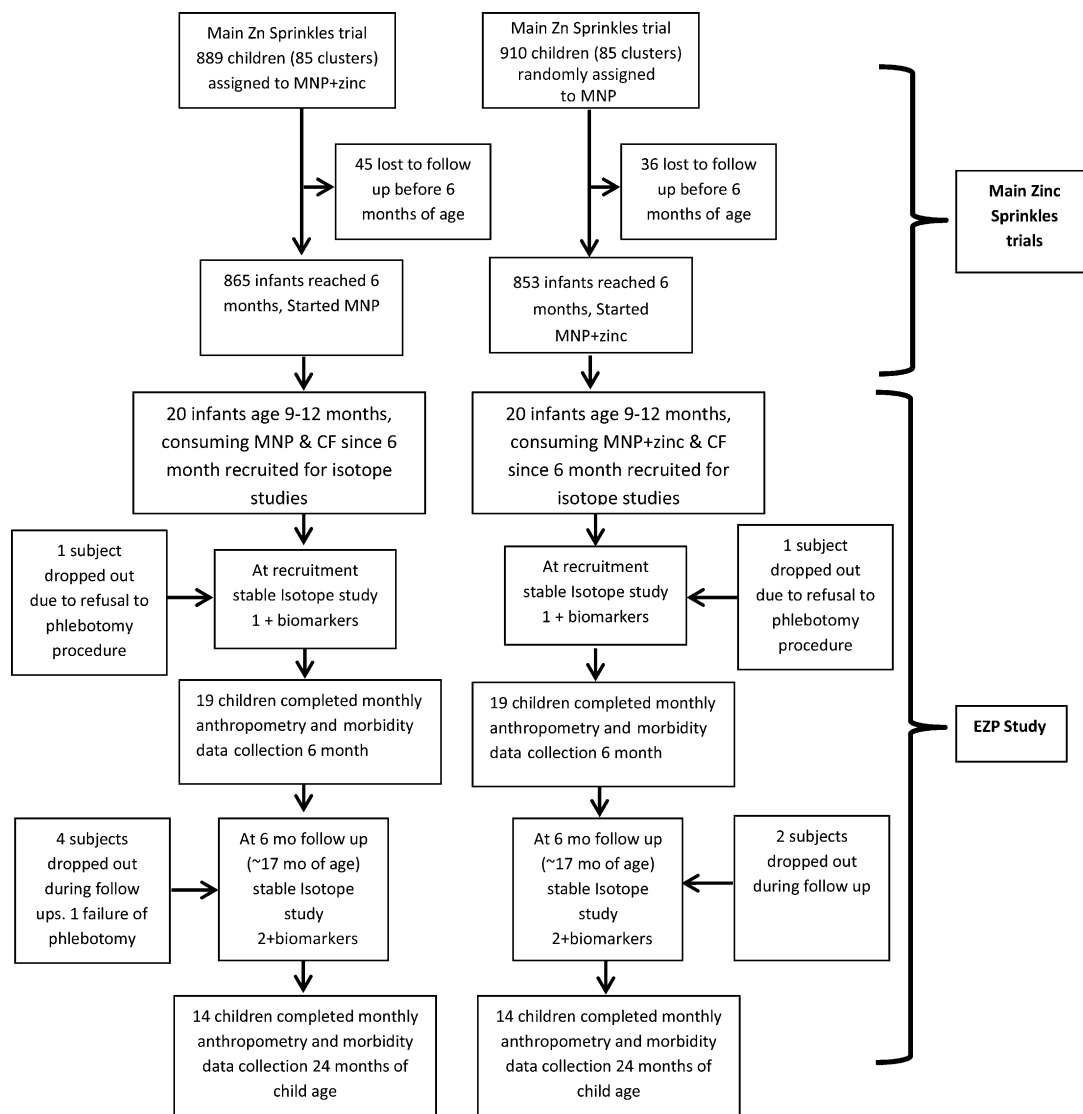 Main Zn Sprinkles trial
889 children (85 clusters)
assigned to MNP+zinc
Main Zn Sprinkles trial
910 children (85 clusters)
randomly assigned
to MNP
45 lost to follow
up before 6
months of age
36 lost to follow
up before 6
months of age
Main Zinc
Sprinkles
trials
865 infants reached 6
months, Started MNP
853 infants reached 6
months, Started
MNP+zinc
20 infants age 9-12 months,
consuming MNP & CF since 6
month recruited for isotope
studies
20 infants age 9-12 months,
consuming MNP+zinc & CF
since 6 month recruited for
isotope studies
1 subject
dropped out
due to refusal to
phlebotomy
procedure
At recruitment
stable Isotope study
1 + biomarkers
At recruitment
stable Isotope study
1 + biomarkers
1 subject
dropped out
due to refusal to
phlebotomy
procedure
19 children completed monthly
anthropometry and morbidity
data collection 6 month
19 children completed monthly
anthropometry and morbidity
data collection 6 month
EZP Study
4 subjects
dropped out
during follow
ups. 1 failure of
phlebotomy
At 6 mo follow up
(~17 mo of age)
stable Isotope
study
2+biomarkers
At 6 mo follow up
(~17 mo of age)
stable Isotope
study
2+biomarkers
2 subjects
dropped out
during follow up
14 children completed monthly
anthropometry and morbidity
data collection 24 months of
child age
14 children completed monthly
anthropometry and morbidity
data collection 24 months of
child age